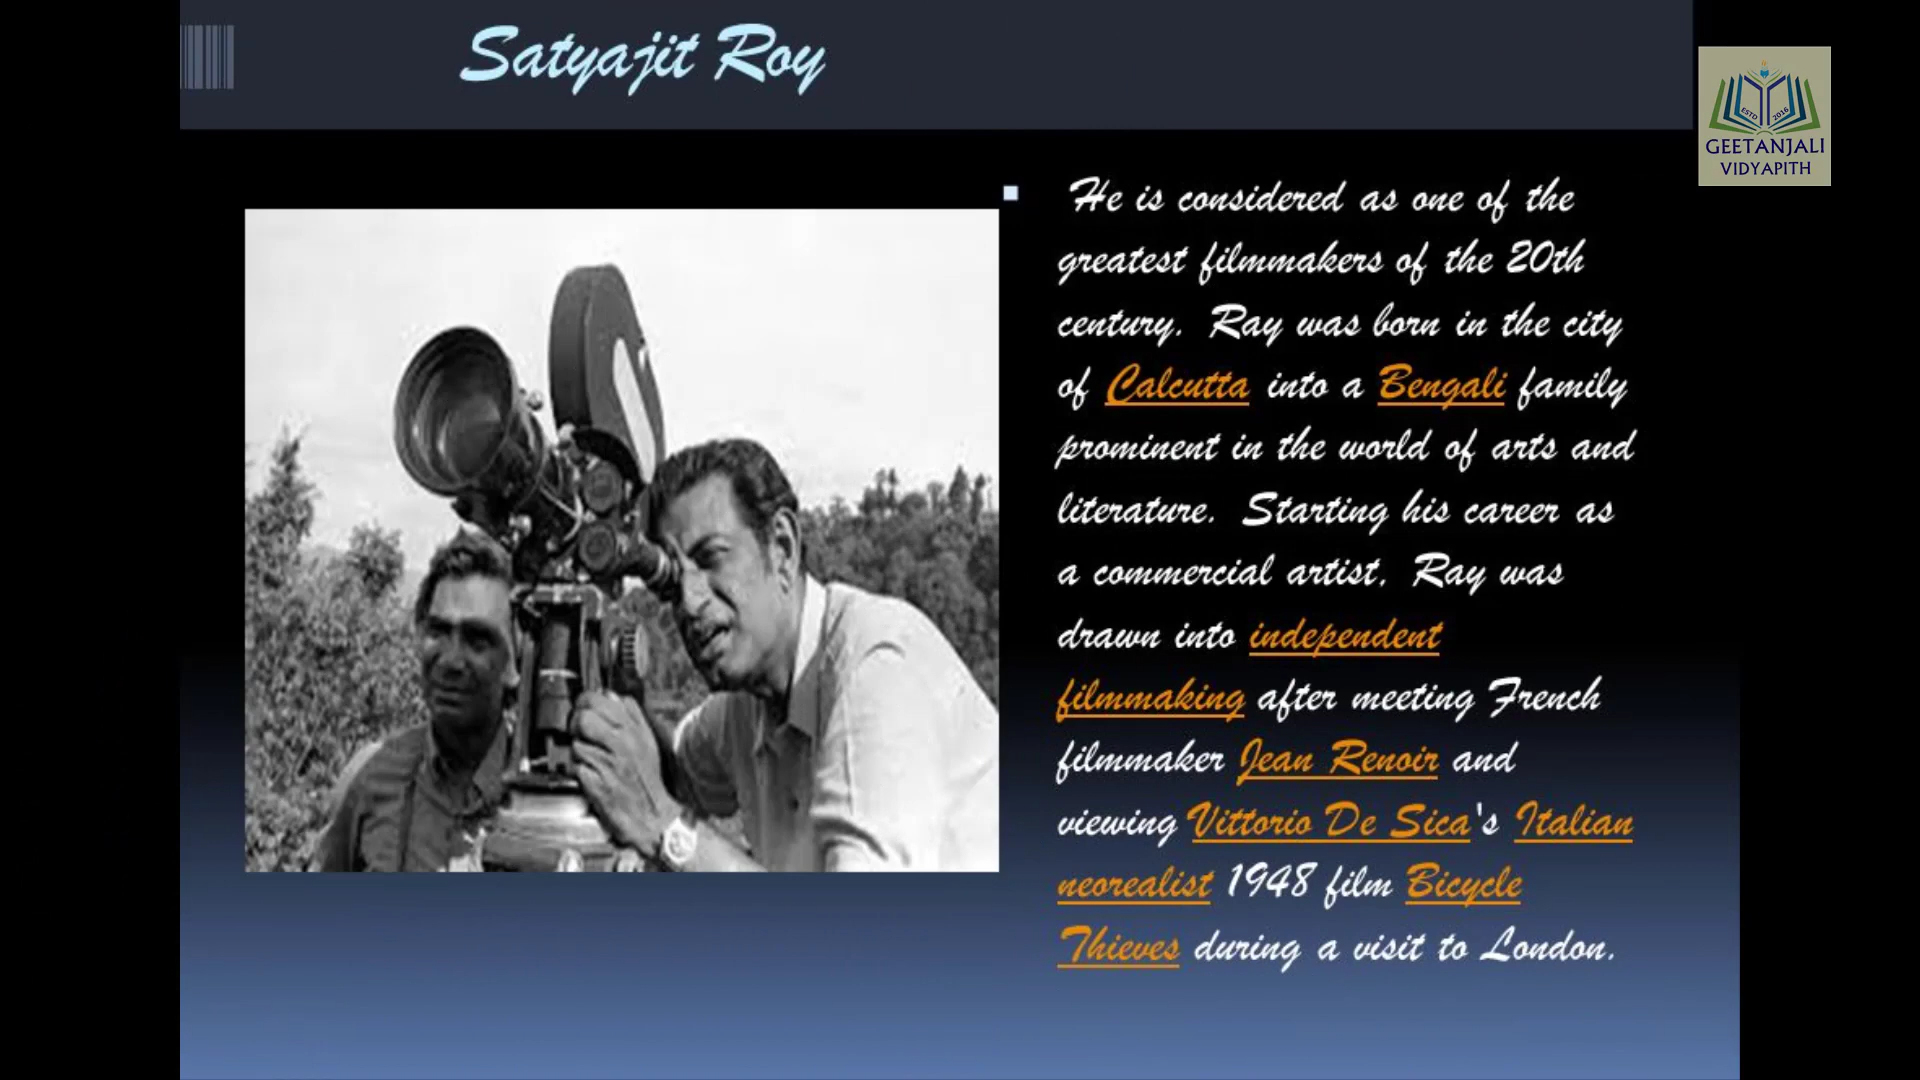 Satyajit Roy
ESTD 2016
GEETANJALI
VIDYAPITH
He is considered as one of the
greatest filmmakers of the 20th
century. Ray was born in the city
of Calcutta into a Bengali family
prominent in the world of arts and
literature. Starting his career as
a commercial artist, Ray was
drawn into independent
filmmaking after meeting French
filmmaker Jean Renoir and
viewing Vittorio De Sica's Italian
neorealist 1948 film Bicycle
Thieves during a visit to London.